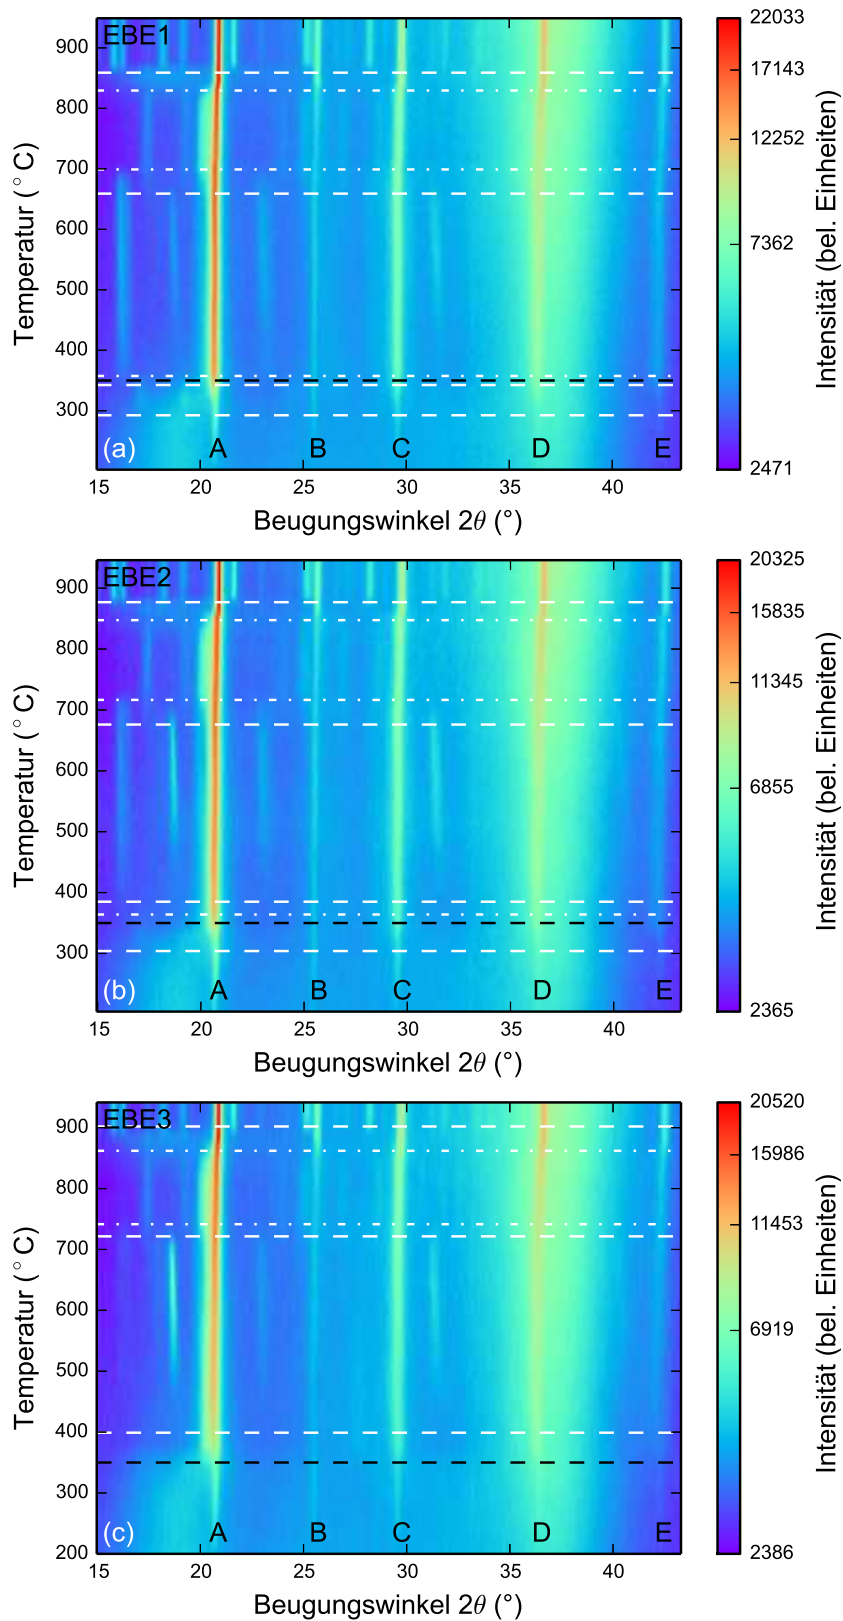 EBE1
900
800
700
600
500
400
300
Temperatur (°C)
(a)
A
B
C
D
E
15
20
25
30
35
40
Beugungswinkel 2θ (°)
22033
17143
12252
7362
2471
Intensität (bel. Einheiten)
EBE2
900
800
700
600
500
400
300
Temperatur (°C)
(b)
A
B
C
D
E
15
20
25
30
35
40
Beugungswinkel 2θ (°)
20325
15835
11345
6855
2365
Intensität (bel. Einheiten)
EBE3
900
800
700
600
500
400
300
200
Temperatur (°C)
(c)
A
B
C
D
E
15
20
25
30
35
40
Beugungswinkel 2θ (°)
20520
15986
11453
6919
2386
Intensität (bel. Einheiten)